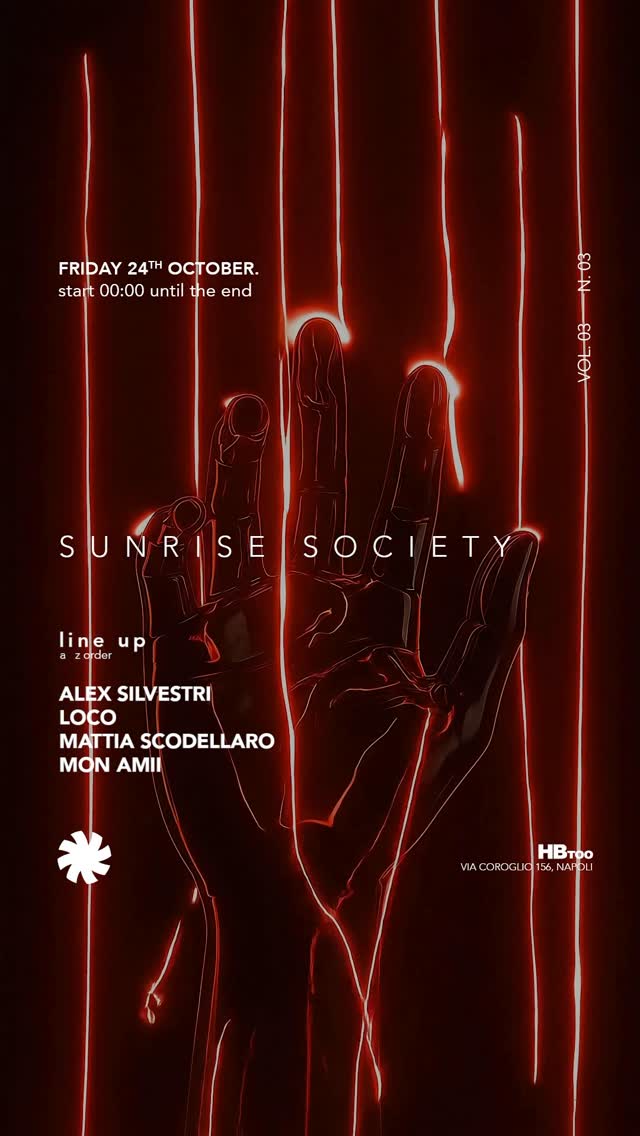 FRIDAY 24TH OCTOBER.
start 00:00 until the end
VOL. 03 — N. 03
SUNRISE SOCIETY
line up
a z order
ALEX SILVESTRI
LOCO
MATTIA SCODELLARO
MON AMII
HBTOO
VIA COROGLIO 156, NAPOLI